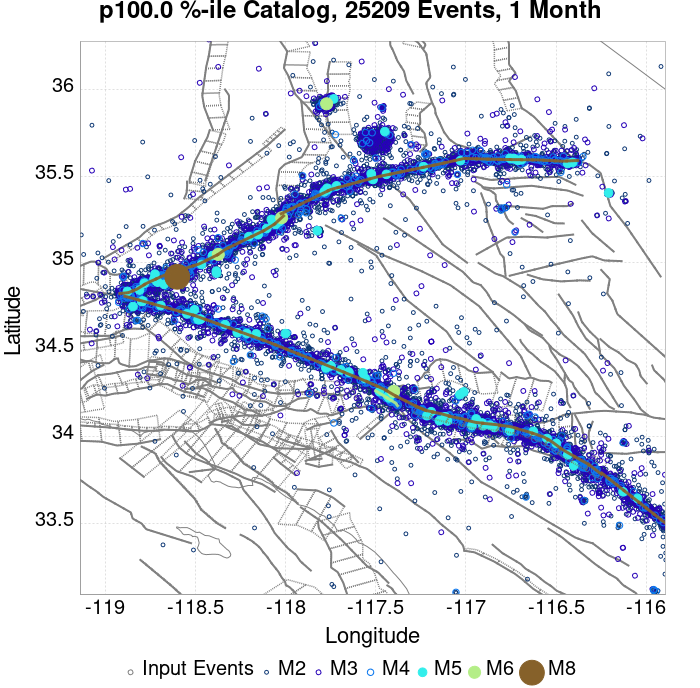 p100.0 %-ile Catalog, 25209 Events, 1 Month
36
35.5
35
34.5
34
33.5
Latitude
-119 -118.5 -118 -117.5 -117 -116.5 -116
Longitude
Input Events M2 M3 M4 M5 M6 M8